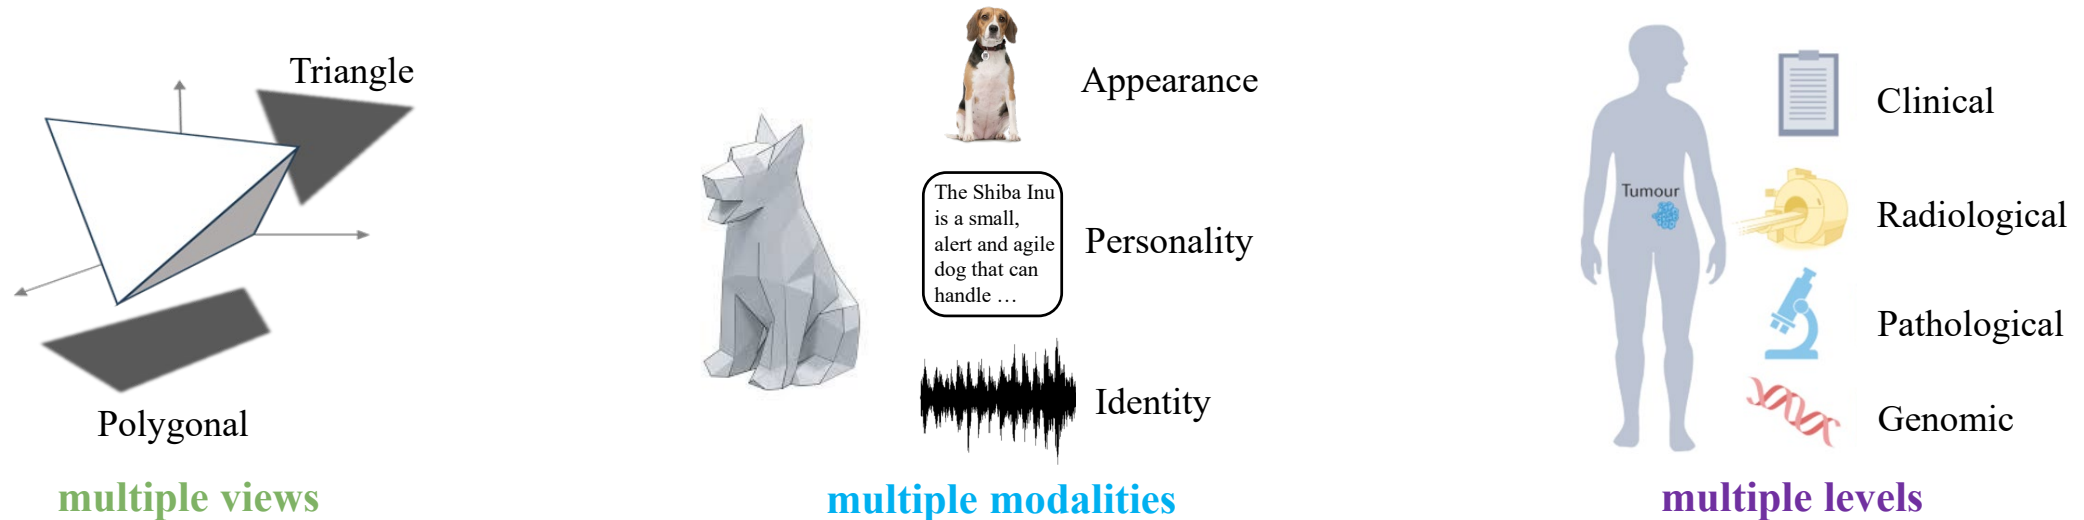 Triangle
Polygonal
multiple views
Appearance
The Shiba Inu
is a small,
alert and agile
dog that can
handle …
Personality
Identity
multiple modalities
Tumour
Clinical
Radiological
Pathological
Genomic
multiple levels